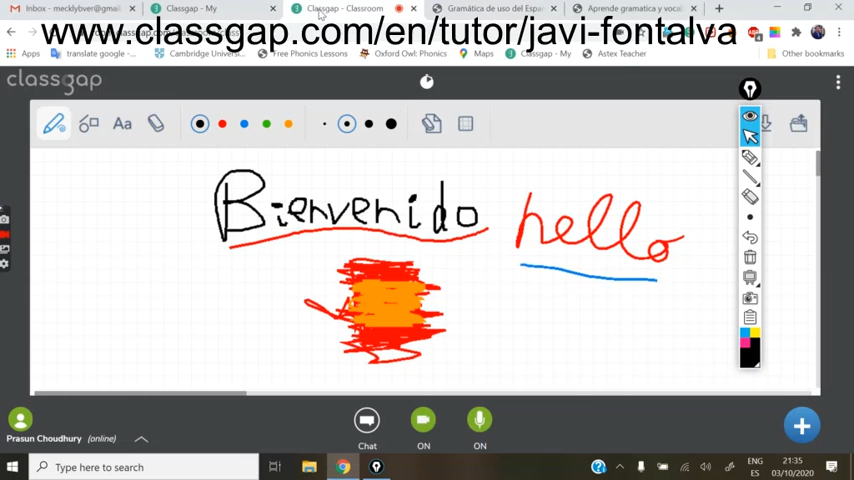 Inbox - mecklybver@gmail
Classgap - My
Classgap - Classroom
Gramática de uso del Espan
Aprende gramatica y vocab
www.classgap.com/en/tutor/javi-fontalva
Apps
translate google -
Cambridge Universit
Free Phonics Lessons
Oxford Owl: Phonics
Maps
Classgap - My
Astex Teacher
Other bookmarks
classgap
Aa
Bienvenido
hello
Prasun Choudhury (online)
Chat
ON
ON
Type here to search
ENG
ES
21:35
03/10/2020